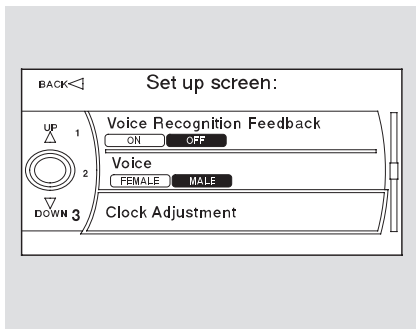 BACK Set up screen:
UP 1 Voice Recognition Feedback
ON OFF
2 Voice
FEMALE MALE
DOWN 3 Clock Adjustment